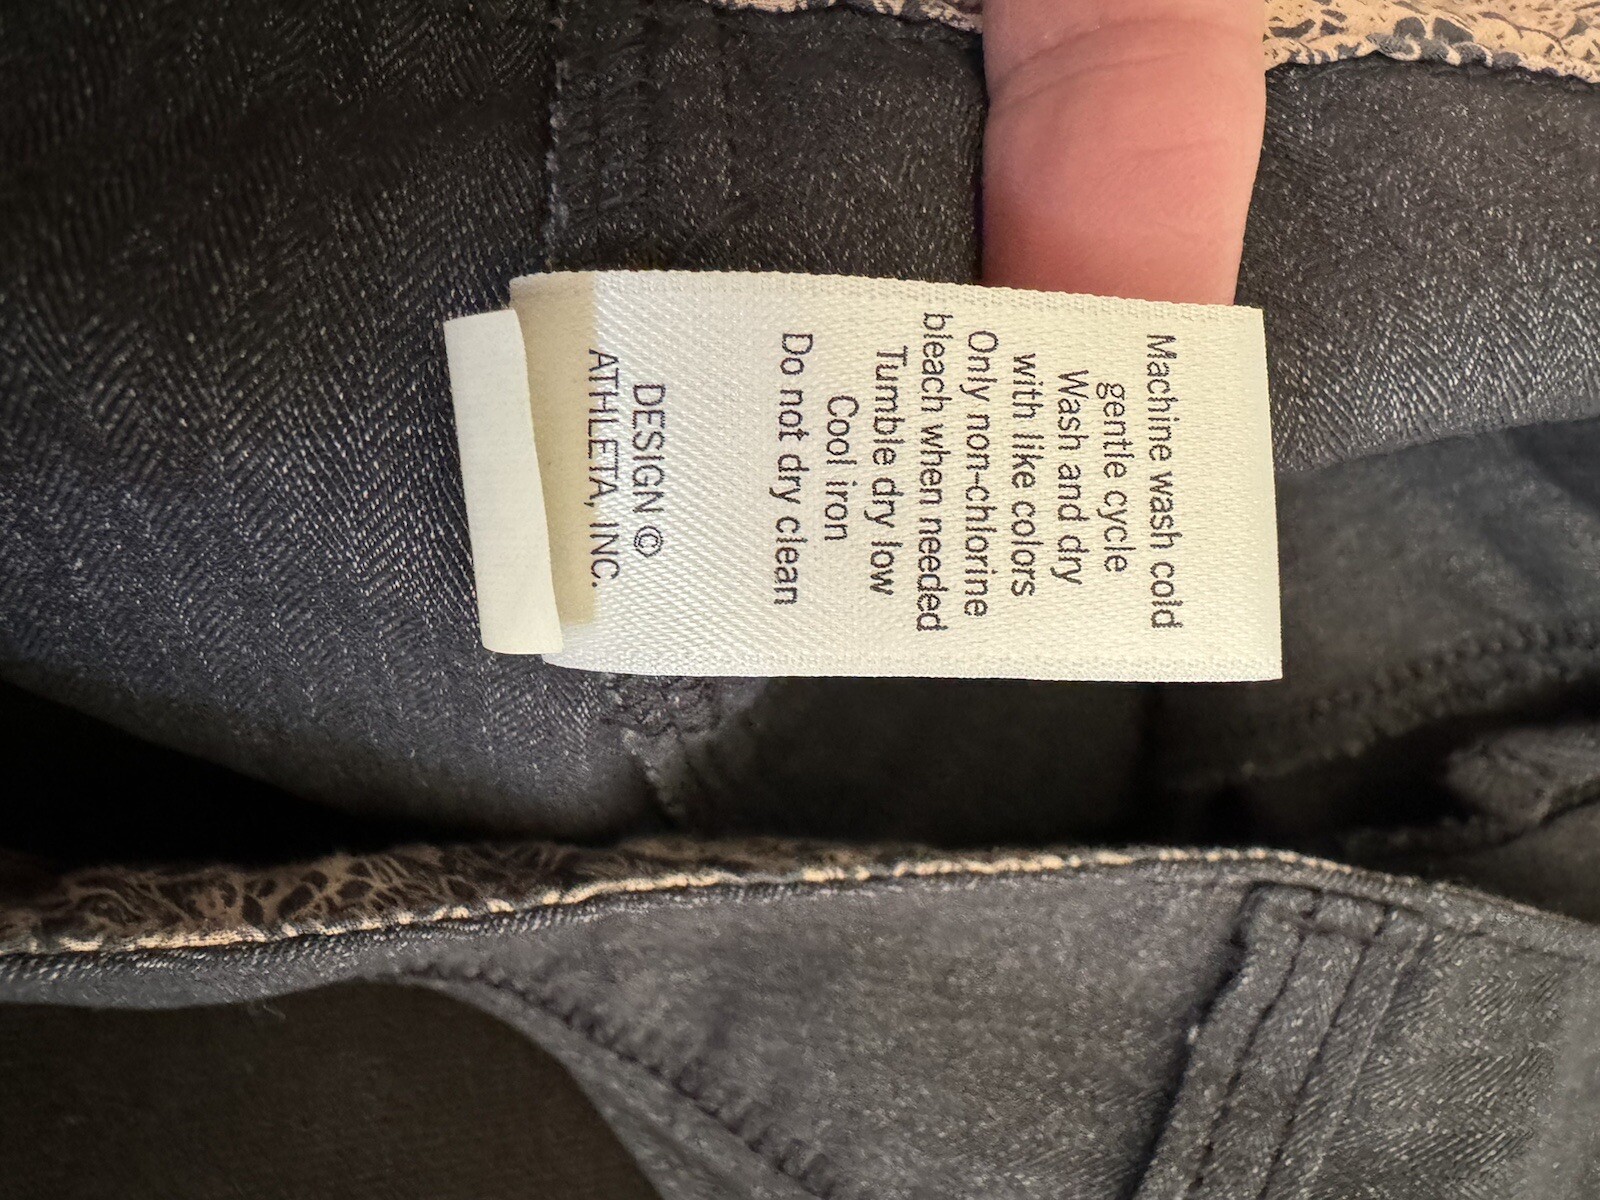 Machine wash cold
gentle cycle
Wash and dry
with like colors
Only non-chlorine
bleach when needed
Tumble dry low
Cool iron
Do not dry clean
DESIGN ©
ATHLETA, INC.